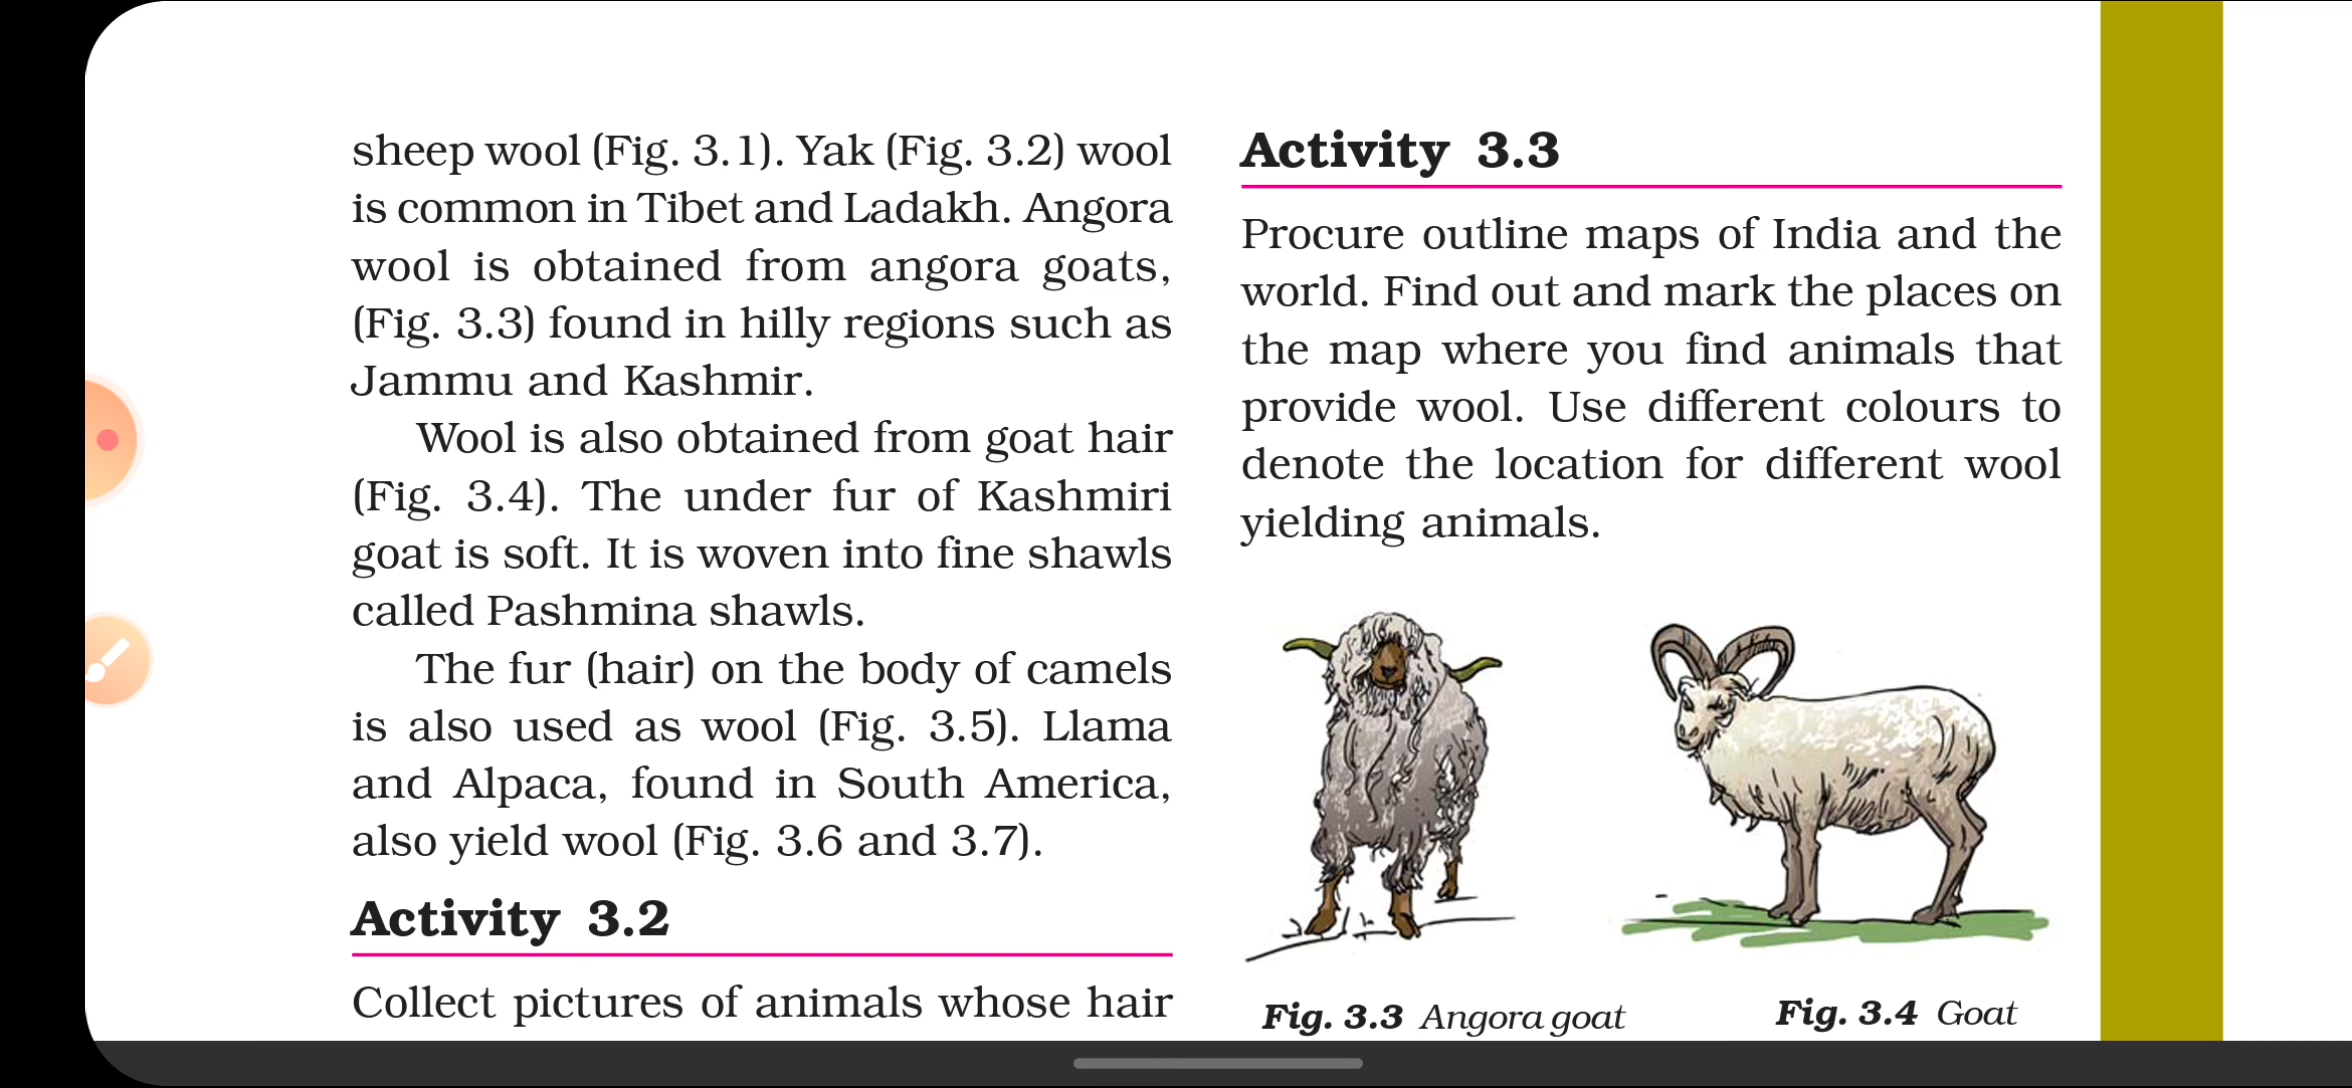 sheep wool (Fig. 3.1). Yak (Fig. 3.2) wool
is common in Tibet and Ladakh. Angora
wool is obtained from angora goats,
(Fig. 3.3) found in hilly regions such as
Jammu and Kashmir.
Wool is also obtained from goat hair
(Fig. 3.4). The under fur of Kashmiri
goat is soft. It is woven into fine shawls
called Pashmina shawls.
The fur (hair) on the body of camels
is also used as wool (Fig. 3.5). Llama
and Alpaca, found in South America,
also yield wool (Fig. 3.6 and 3.7).
Activity 3.2
Collect pictures of animals whose hair
Activity 3.3
Procure outline maps of India and the
world. Find out and mark the places on
the map where you find animals that
provide wool. Use different colours to
denote the location for different wool
yielding animals.
Fig. 3.3 Angora goat
Fig. 3.4 Goat